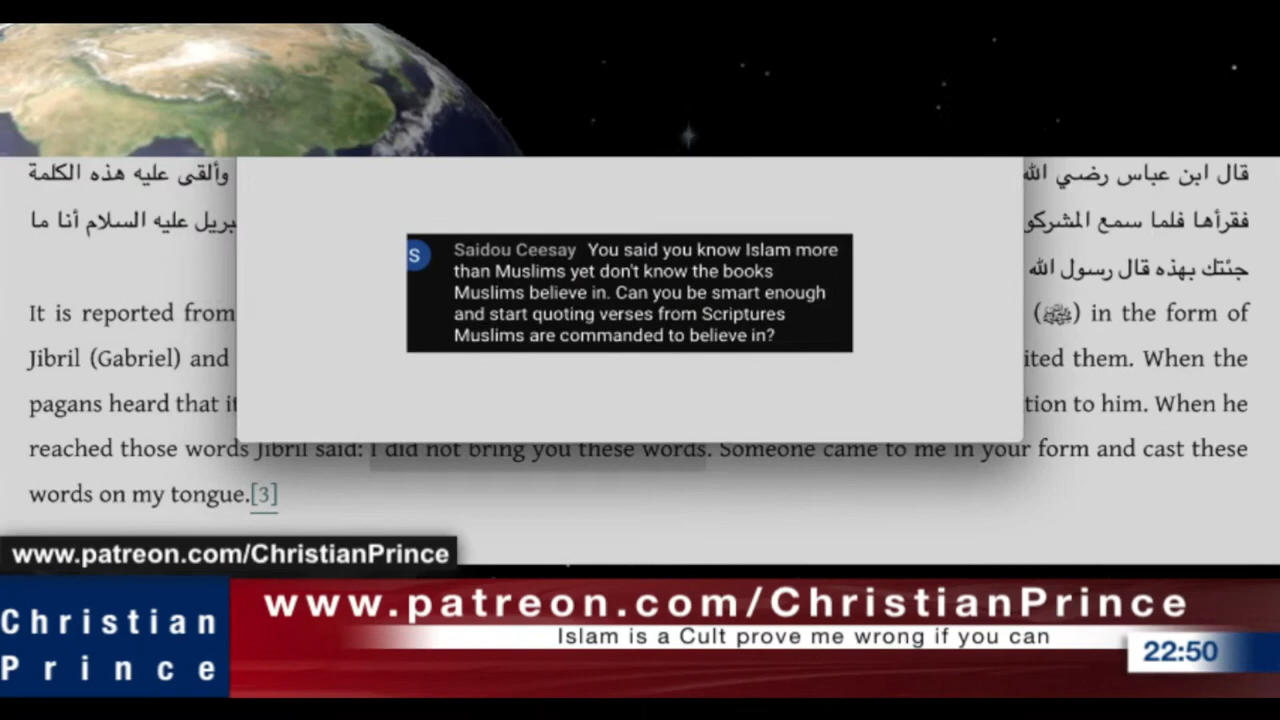 وألقى عليه هذه الكلمة
قال ابن عباس رضي الله
بريل عليه السلام أنا ما
فقرأها فلما سمع المشركو
جئتك بهذه قال رسول الله
Saidou Ceesay You said you know Islam more
than Muslims yet don't know the books
Muslims believe in. Can you be smart enough
and start quoting verses from Scriptures
Muslims are commanded to believe in?
It is reported from
(ﷺ) in the form of
Jibril (Gabriel) and
ited them. When the
pagans heard that it
tion to him. When he
reached those words Jibril said: I did not bring you these words. Someone came to me in your form and cast these
words on my tongue.[3]
www.patreon.com/ChristianPrince
Christian
Prince
www.patreon.com/ChristianPrince
Islam is a Cult prove me wrong if you can
22:50
S